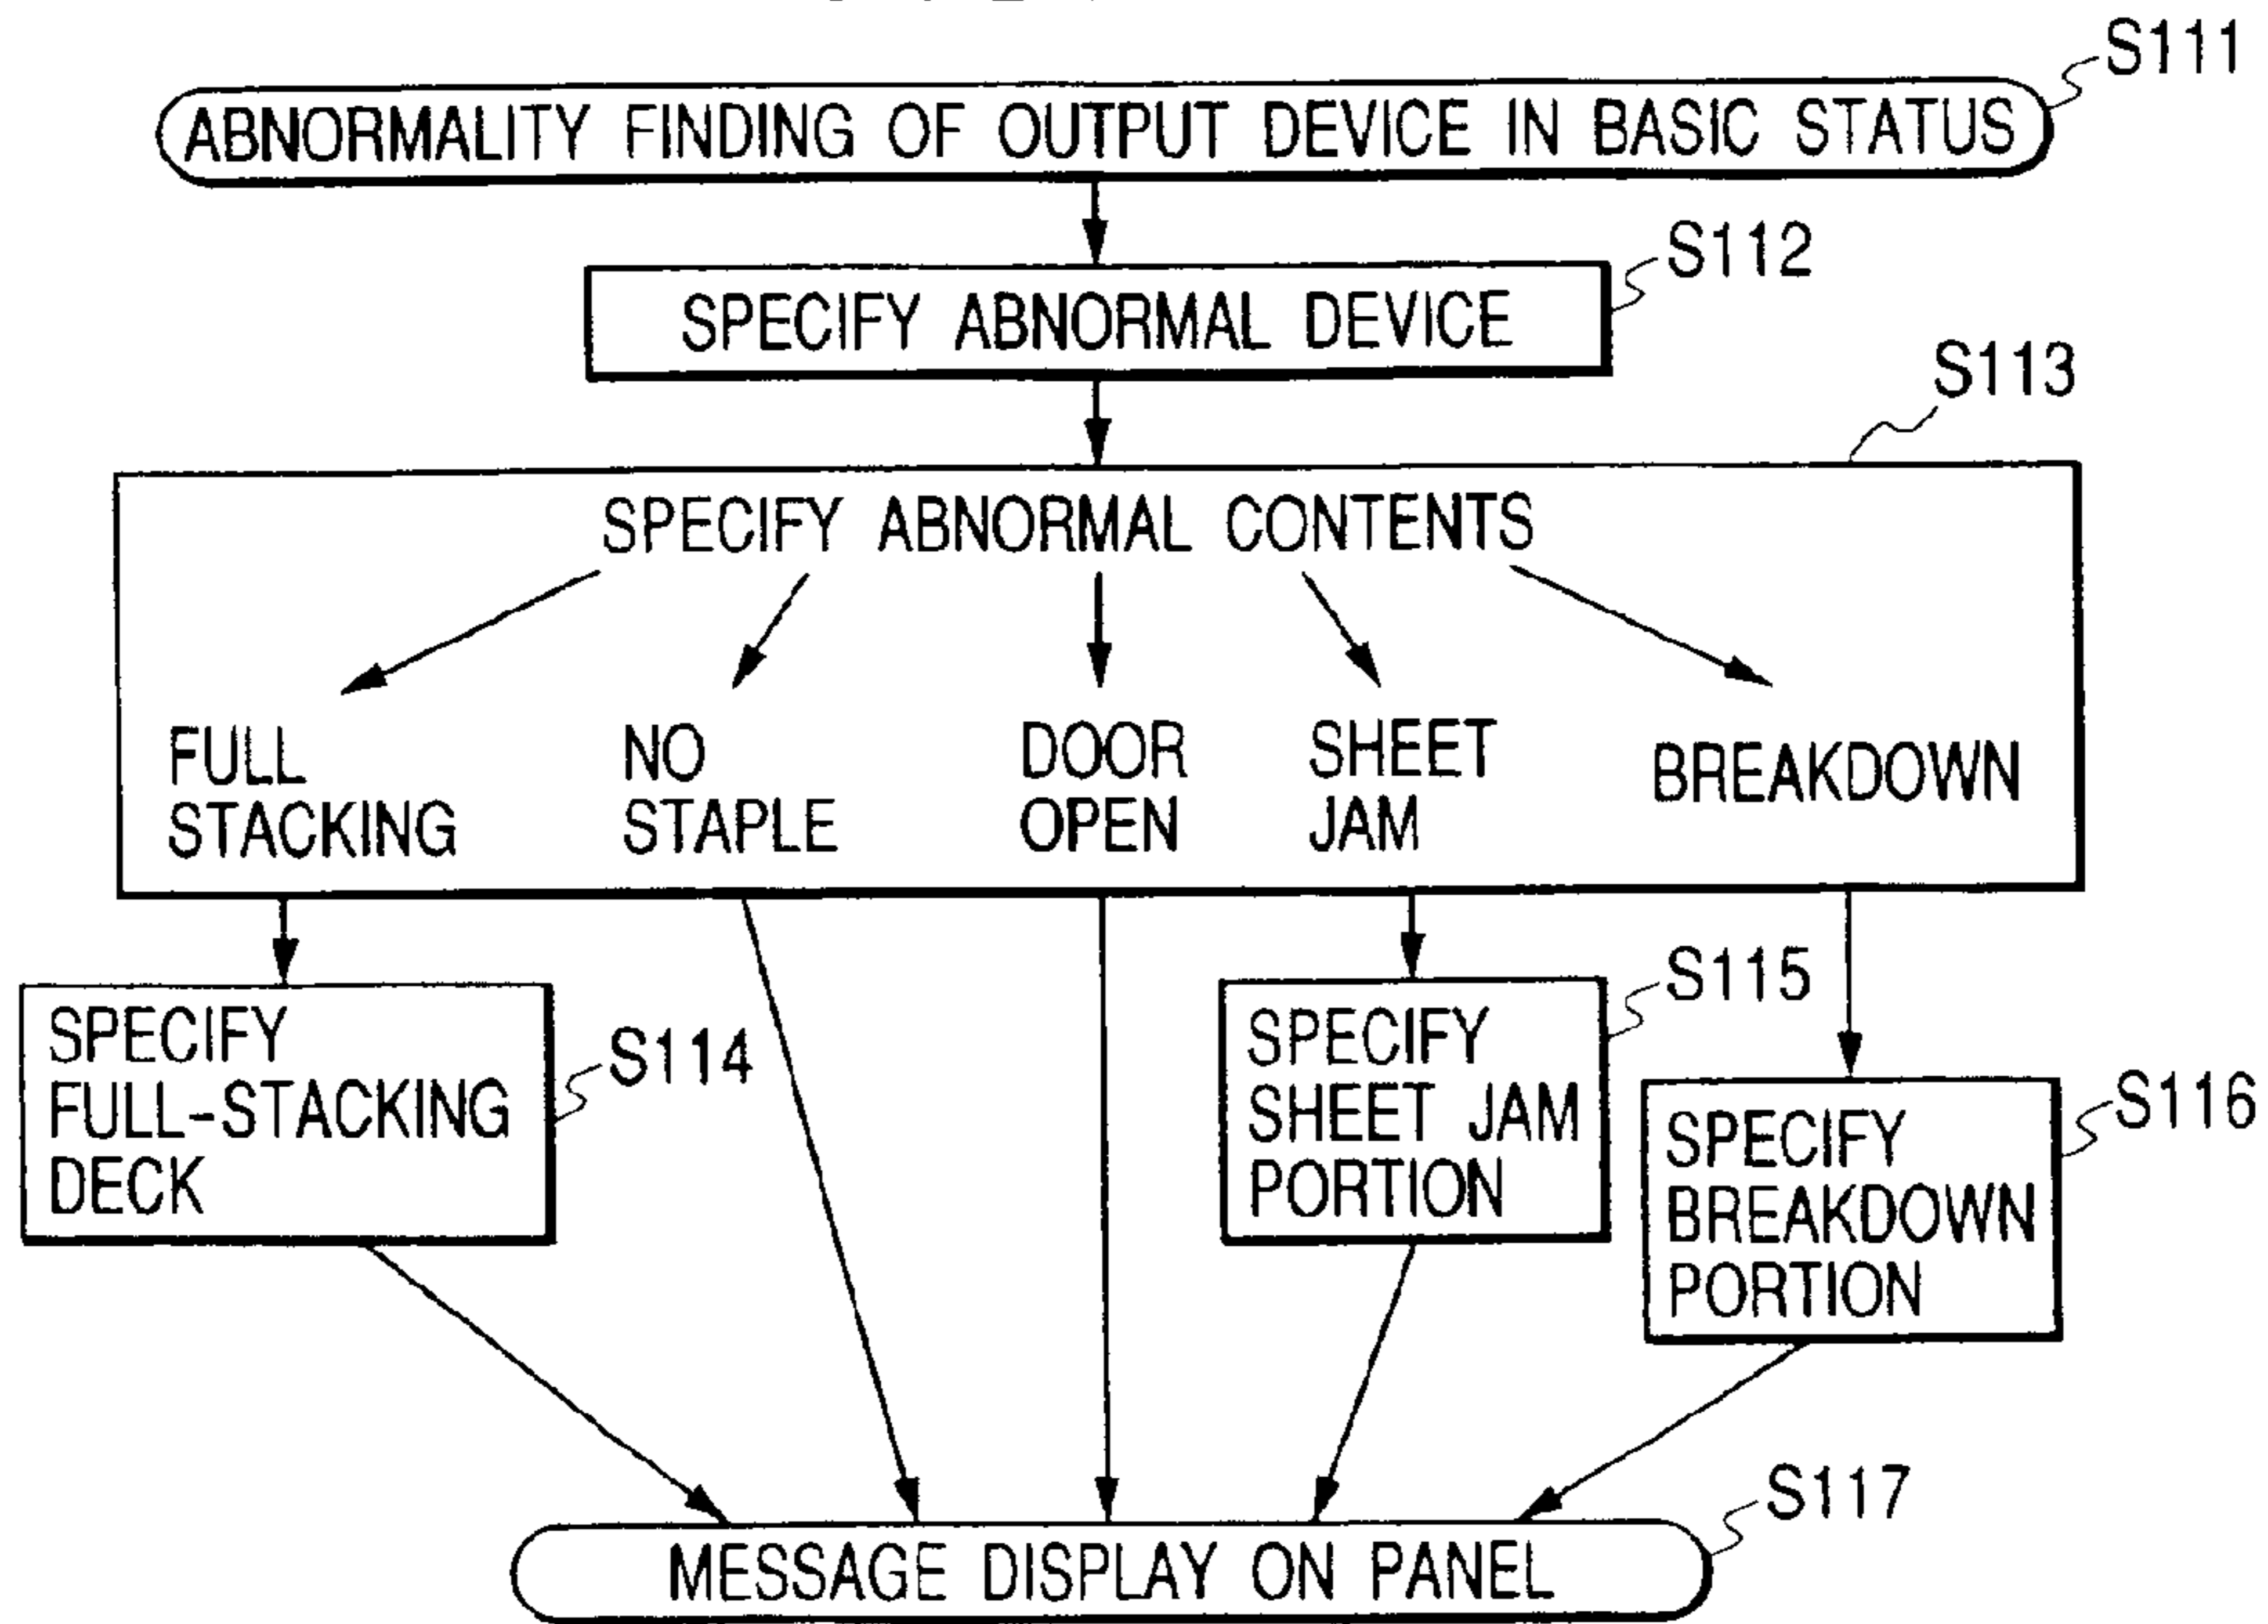 S111
ABNORMALITY FINDING OF OUTPUT DEVICE IN BASIC STATUS
S112
SPECIFY ABNORMAL DEVICE
S113
SPECIFY ABNORMAL CONTENTS
FULL
STACKING
NO
STAPLE
DOOR
OPEN
SHEET
JAM
BREAKDOWN
SPECIFY
FULL-STACKING
DECK
S114
SPECIFY
SHEET JAM
PORTION
S115
SPECIFY
BREAKDOWN
PORTION
S116
S117
MESSAGE DISPLAY ON PANEL